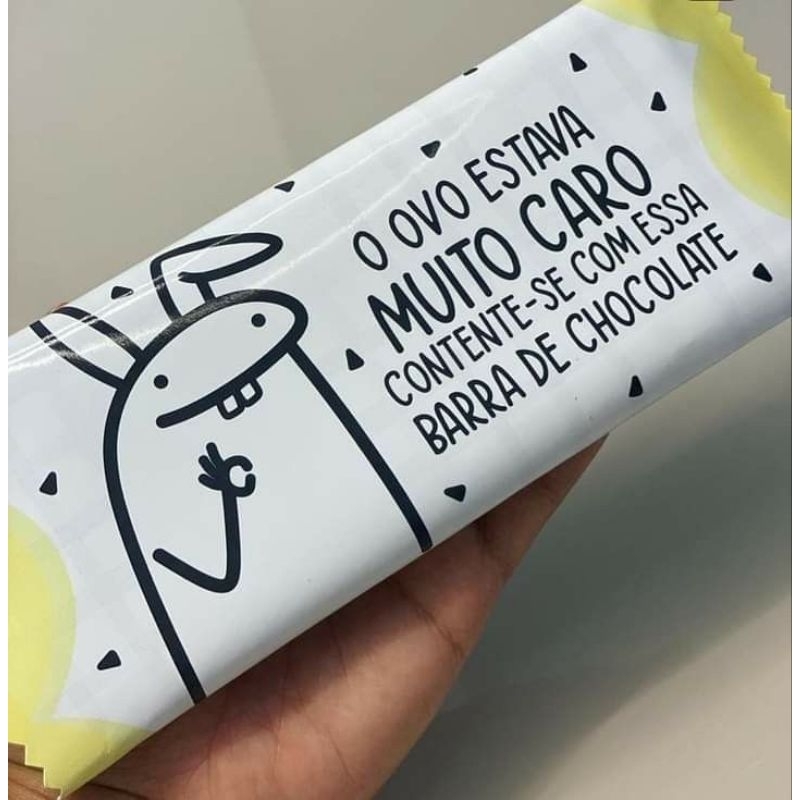 O OVO ESTAVA
MUITO CARO
CONTENTE-SE COM ESSA
BARRA DE CHOCOLATE